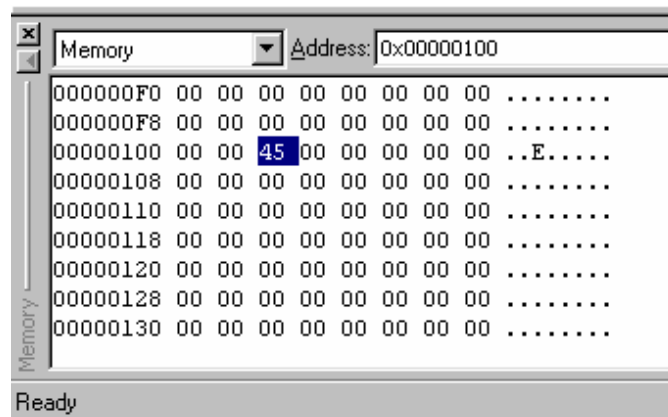 Memory Address: 0x00000100
000000F0 00 00 00 00 00 00 00 00 ........
000000F8 00 00 00 00 00 00 00 00 ........
00000100 00 00 45 00 00 00 00 00 ..E.....
00000108 00 00 00 00 00 00 00 00 ........
00000110 00 00 00 00 00 00 00 00 ........
00000118 00 00 00 00 00 00 00 00 ........
00000120 00 00 00 00 00 00 00 00 ........
00000128 00 00 00 00 00 00 00 00 ........
00000130 00 00 00 00 00 00 00 00 ........
Memory
Ready